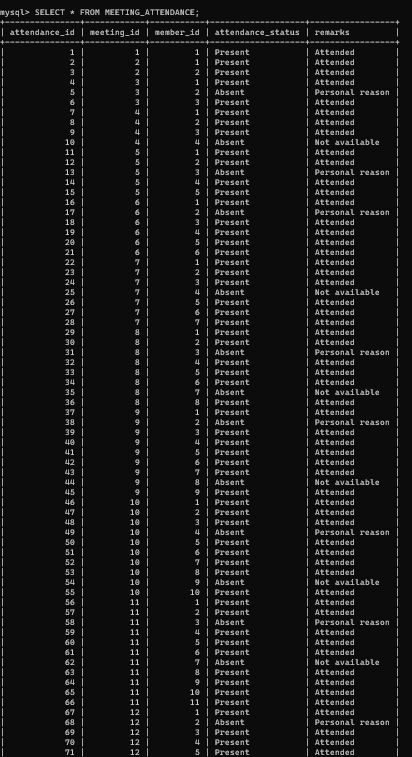 mysql> SELECT * FROM MEETING_ATTENDANCE;
| attendance_id | meeting_id | member_id | attendance_status | remarks |
| 1 | 1 | 1 | Present | Attended |
| 2 | 2 | 1 | Present | Attended |
| 3 | 2 | 2 | Present | Attended |
| 4 | 3 | 1 | Present | Attended |
| 5 | 3 | 2 | Absent | Personal reason |
| 6 | 3 | 3 | Present | Attended |
| 7 | 4 | 1 | Present | Attended |
| 8 | 4 | 2 | Present | Attended |
| 9 | 4 | 3 | Present | Attended |
| 10 | 4 | 4 | Absent | Not available |
| 11 | 5 | 1 | Present | Attended |
| 12 | 5 | 2 | Present | Attended |
| 13 | 5 | 3 | Absent | Personal reason |
| 14 | 5 | 4 | Present | Attended |
| 15 | 5 | 5 | Present | Attended |
| 16 | 6 | 1 | Present | Attended |
| 17 | 6 | 2 | Absent | Personal reason |
| 18 | 6 | 3 | Present | Attended |
| 19 | 6 | 4 | Present | Attended |
| 20 | 6 | 5 | Present | Attended |
| 21 | 6 | 6 | Present | Attended |
| 22 | 7 | 1 | Present | Attended |
| 23 | 7 | 2 | Present | Attended |
| 24 | 7 | 3 | Present | Attended |
| 25 | 7 | 4 | Absent | Not available |
| 26 | 7 | 5 | Present | Attended |
| 27 | 7 | 6 | Present | Attended |
| 28 | 7 | 7 | Present | Attended |
| 29 | 8 | 1 | Present | Attended |
| 30 | 8 | 2 | Present | Attended |
| 31 | 8 | 3 | Absent | Personal reason |
| 32 | 8 | 4 | Present | Attended |
| 33 | 8 | 5 | Present | Attended |
| 34 | 8 | 6 | Present | Attended |
| 35 | 8 | 7 | Absent | Not available |
| 36 | 8 | 8 | Present | Attended |
| 37 | 9 | 1 | Present | Attended |
| 38 | 9 | 2 | Absent | Personal reason |
| 39 | 9 | 3 | Present | Attended |
| 40 | 9 | 4 | Present | Attended |
| 41 | 9 | 5 | Present | Attended |
| 42 | 9 | 6 | Present | Attended |
| 43 | 9 | 7 | Present | Attended |
| 44 | 9 | 8 | Absent | Not available |
| 45 | 9 | 9 | Present | Attended |
| 46 | 10 | 1 | Present | Attended |
| 47 | 10 | 2 | Present | Attended |
| 48 | 10 | 3 | Present | Attended |
| 49 | 10 | 4 | Absent | Personal reason |
| 50 | 10 | 5 | Present | Attended |
| 51 | 10 | 6 | Present | Attended |
| 52 | 10 | 7 | Present | Attended |
| 53 | 10 | 8 | Present | Attended |
| 54 | 10 | 9 | Absent | Not available |
| 55 | 10 | 10 | Present | Attended |
| 56 | 11 | 1 | Present | Attended |
| 57 | 11 | 2 | Present | Attended |
| 58 | 11 | 3 | Absent | Personal reason |
| 59 | 11 | 4 | Present | Attended |
| 60 | 11 | 5 | Present | Attended |
| 61 | 11 | 6 | Present | Attended |
| 62 | 11 | 7 | Absent | Not available |
| 63 | 11 | 8 | Present | Attended |
| 64 | 11 | 9 | Present | Attended |
| 65 | 11 | 10 | Present | Attended |
| 66 | 11 | 11 | Present | Attended |
| 67 | 12 | 1 | Present | Attended |
| 68 | 12 | 2 | Absent | Personal reason |
| 69 | 12 | 3 | Present | Attended |
| 70 | 12 | 4 | Present | Attended |
| 71 | 12 | 5 | Present | Attended |